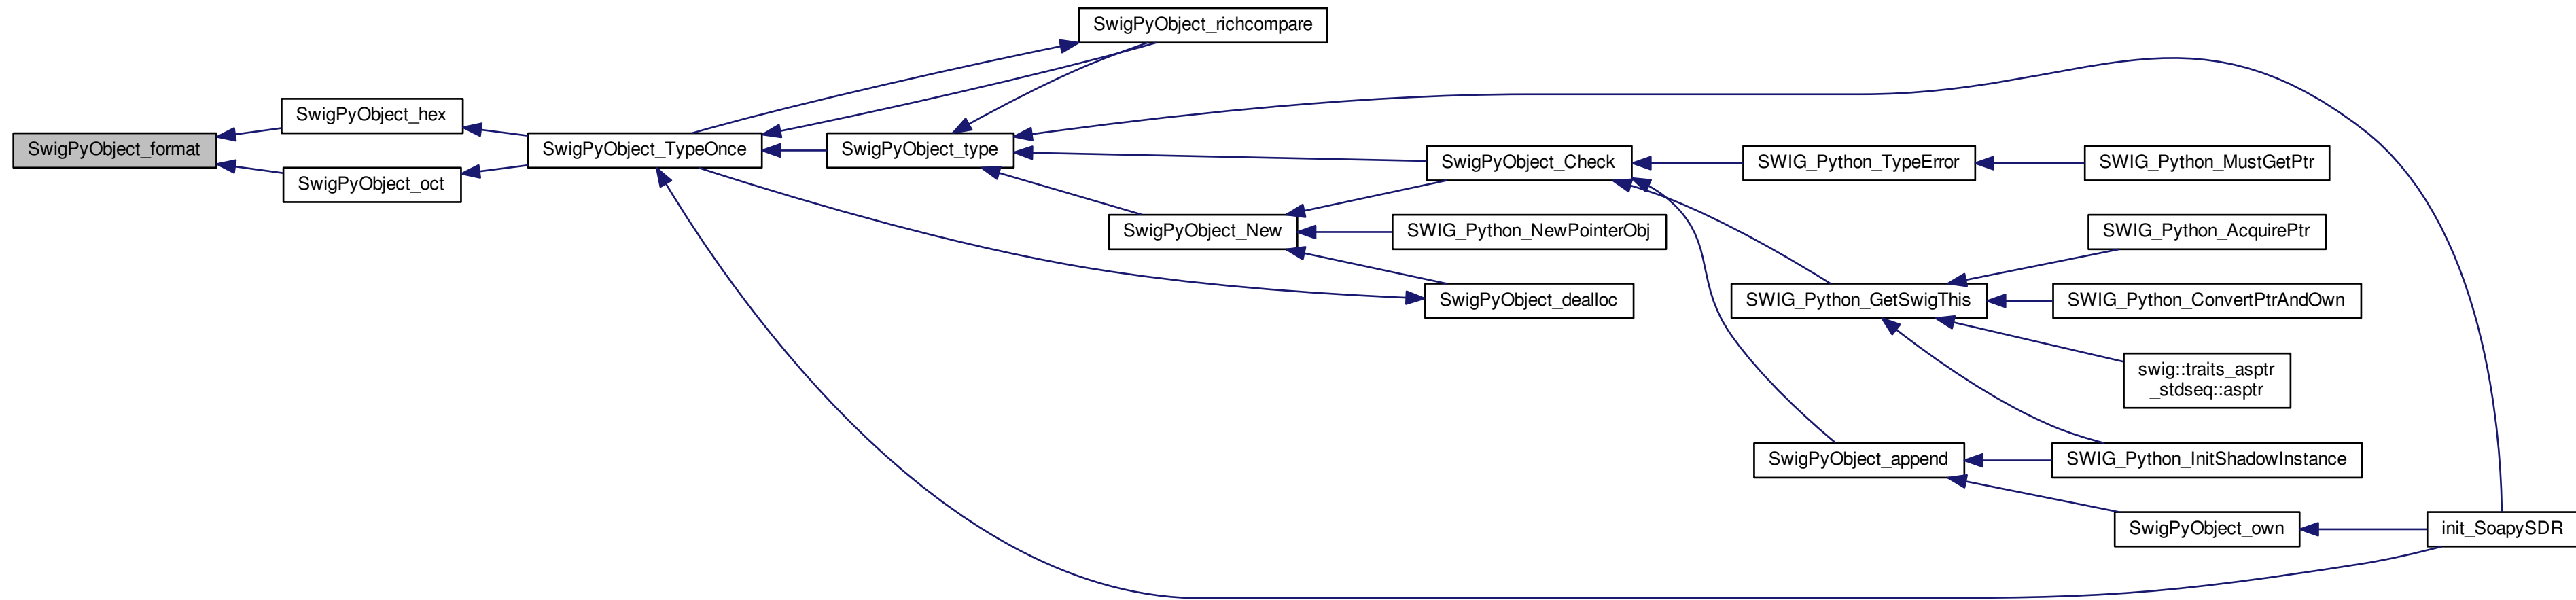 SwigPyObject_richcompare
SwigPyObject_hex
SwigPyObject_format
SwigPyObject_TypeOnce
SwigPyObject_type
SwigPyObject_oct
SwigPyObject_Check
SWIG_Python_TypeError
SWIG_Python_MustGetPtr
SwigPyObject_New
SWIG_Python_NewPointerObj
SWIG_Python_AcquirePtr
SwigPyObject_dealloc
SWIG_Python_GetSwigThis
SWIG_Python_ConvertPtrAndOwn
swig::traits_asptr
_stdseq::asptr
SwigPyObject_append
SWIG_Python_InitShadowInstance
SwigPyObject_own
init_SoapySDR